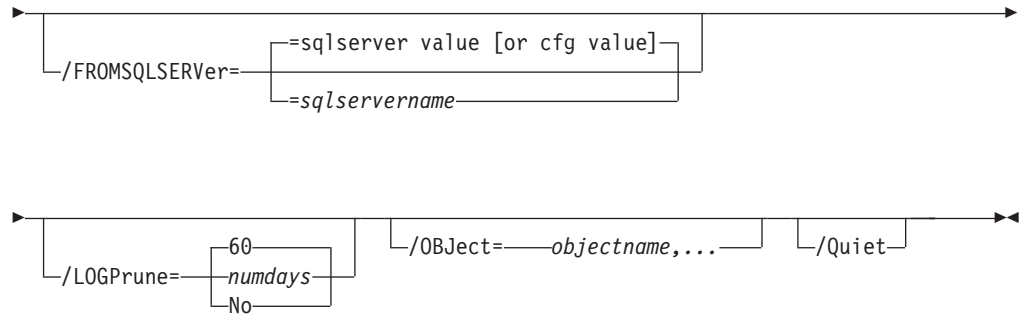 =sqlserver value [or cfg value]
/FROMSQLSERVer=
=sqlservername
60
/OBJect= objectname,... /Quiet
/LOGPrune= numdays
No